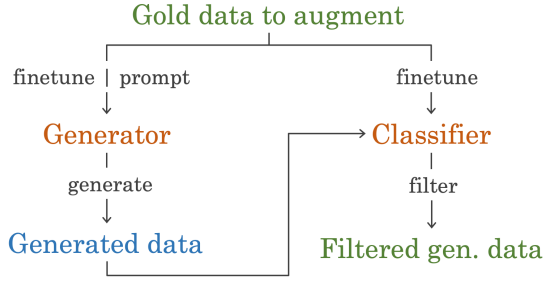 Gold data to augment
finetune | prompt
finetune
Generator
Classifier
generate
filter
Generated data
Filtered gen. data